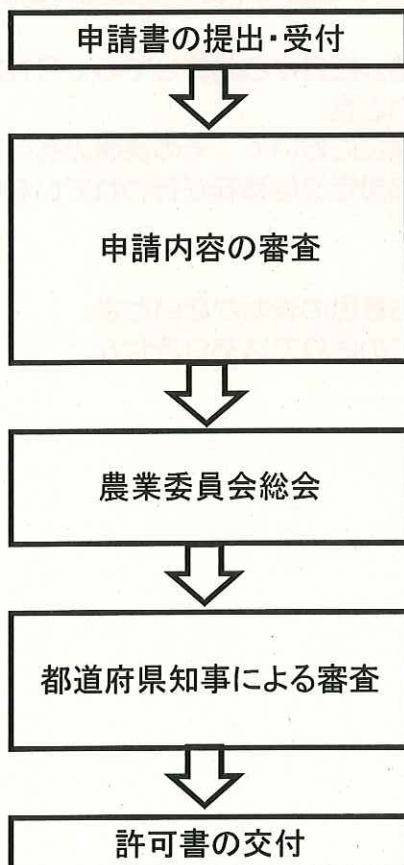 申請書の提出・受付
申請内容の審査
農業委員会総会
都道府県知事による審査
許可書の交付